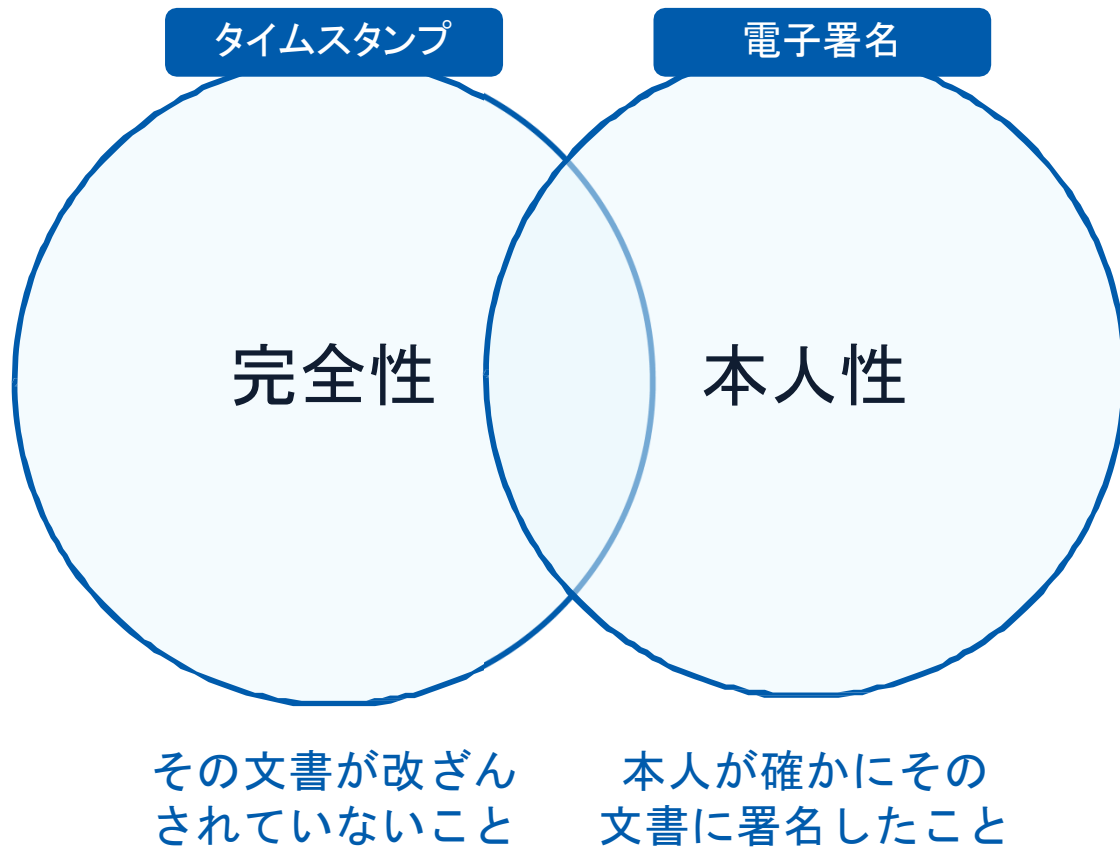 タイムスタンプ
電子署名
完全性
本人性
その文書が改ざん
されていないこと
本人が確かにその
文書に署名したこと